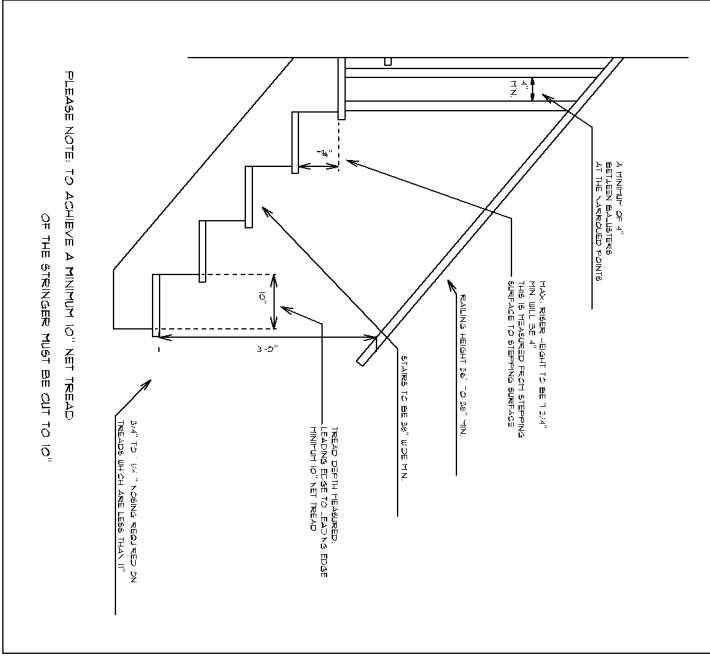 A MINIMUM OF 4"
BETWEEN BALUSTERS
AT THE NARROWED POINTS
4"
MIN.
MAX. RISER HEIGHT TO BE 7 3/4"
MIN. WILL BE 4"
THIS IS MEASURED FROM STEPPING
SURFACE TO STEPPING SURFACE
RAILING HEIGHT 36" TO 38" MIN.
STAIRS TO BE 36" WIDE MIN.
TREAD DEPTH MEASURED:
LEADING EDGE TO LEADING EDGE
MINIMUM 10" NET TREAD
10"
3'-0"
3/4" TO 1 1/4" NOSING REQUIRED ON
TREADS WHICH ARE LESS THAN 11"
PLEASE NOTE: TO ACHIEVE A MINIMUM 10" NET TREAD
OF THE STRINGER MUST BE CUT TO 10"